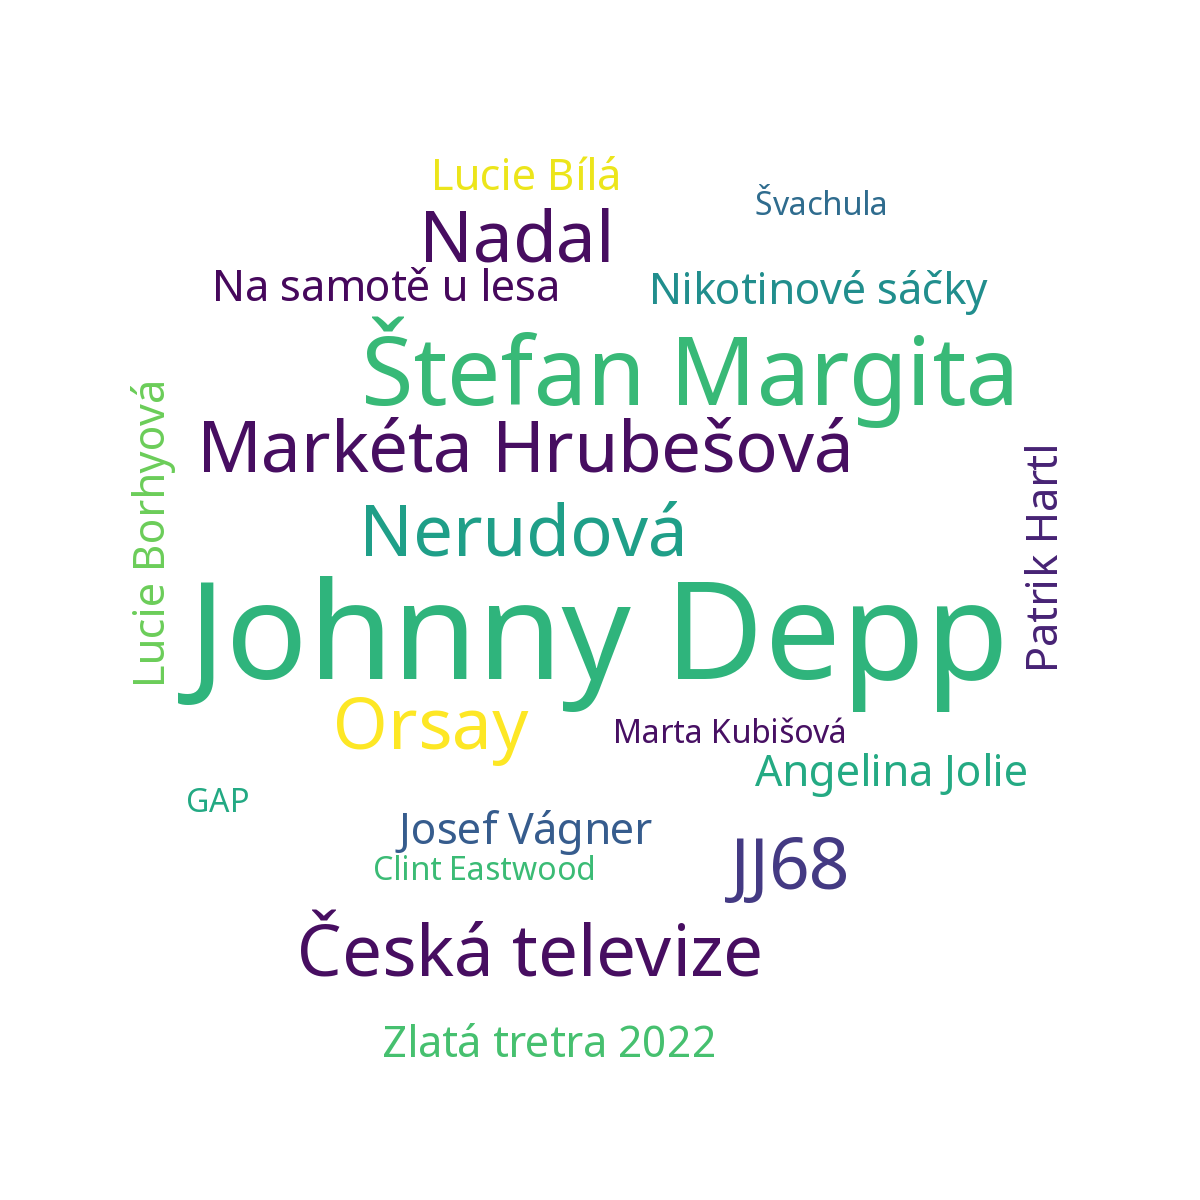 Lucie Bílá
Švachula
Nadal
Na samotě u lesa
Nikotinové sáčky
Štefan Margita
Markéta Hrubešová
Lucie Borhyová
Patrik Hartl
Nerudová
Johnny Depp
Orsay
Marta Kubišová
Angelina Jolie
GAP
Josef Vágner
JJ68
Clint Eastwood
Česká televize
Zlatá tretra 2022